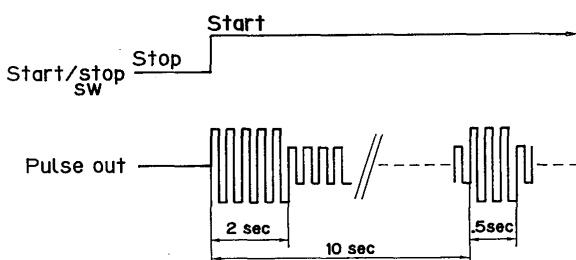 Start
Stop
Start/stop
SW
Pulse out
2 sec
.5sec
10 sec